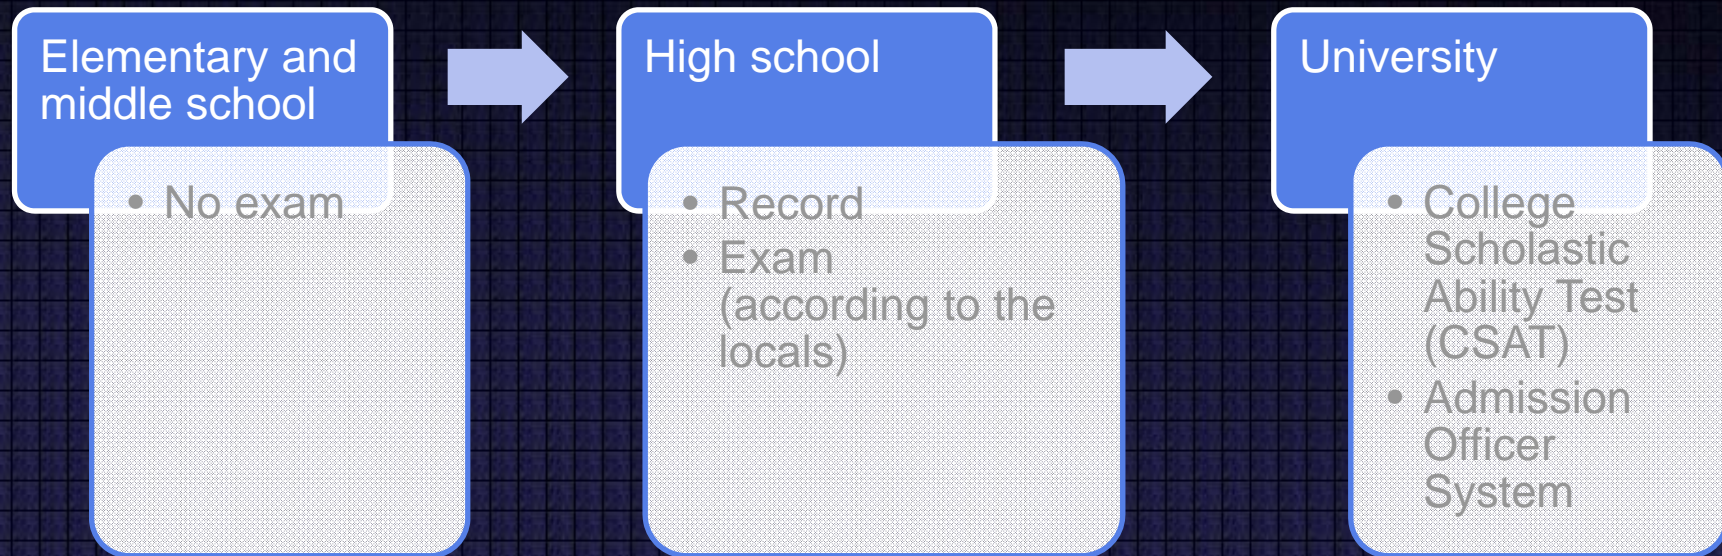 Elementary and
middle school
• No exam
High school
• Record
• Exam
(according to the
locals)
University
• College
Scholastic
Ability Test
(CSAT)
• Admission
Officer
System